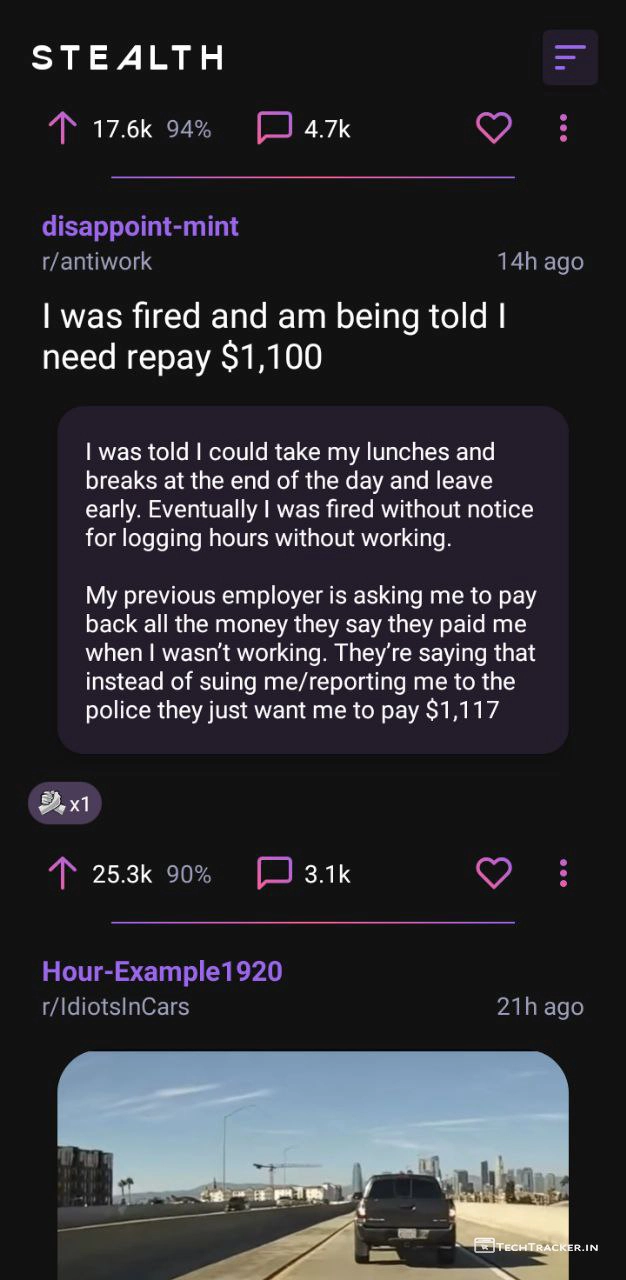 STEALTH
17.6k 94% 4.7k
disappoint-mint
r/antiwork 14h ago
I was fired and am being told I
need repay $1,100
I was told I could take my lunches and
breaks at the end of the day and leave
early. Eventually I was fired without notice
for logging hours without working.
My previous employer is asking me to pay
back all the money they say they paid me
when I wasn’t working. They’re saying that
instead of suing me/reporting me to the
police they just want me to pay $1,117
x1
25.3k 90% 3.1k
Hour-Example1920
r/IdiotsInCars 21h ago
TECHTRACKER.IN